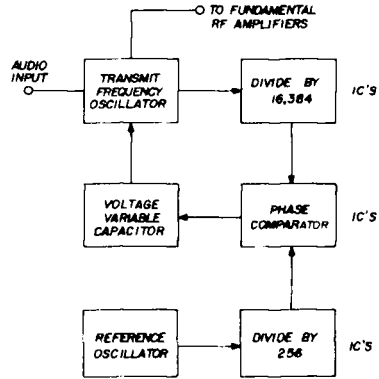 TO FUNDAMENTAL
RF AMPLIFIERS
AUDIO
INPUT
TRANSMIT
FREQUENCY
OSCILLATOR
DIVIDE BY
16,384
IC'S
VOLTAGE
VARIABLE
CAPACITOR
PHASE
COMPARATOR
IC'S
REFERENCE
OSCILLATOR
DIVIDE BY
256
IC'S